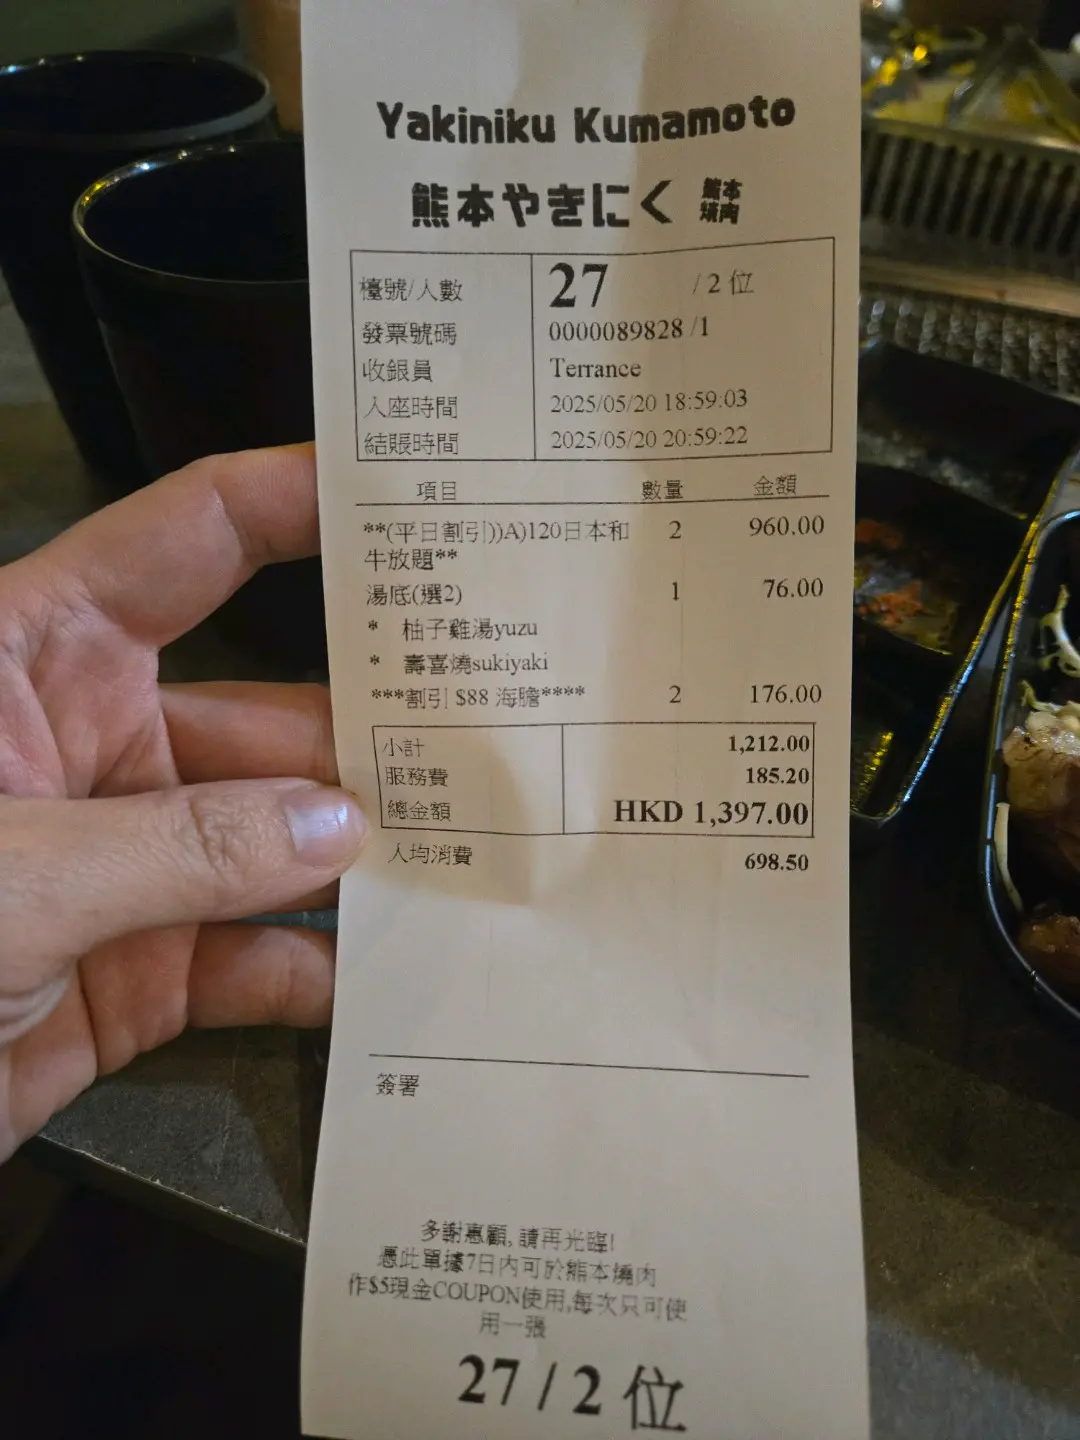 Yakiniku Kumamoto
熊本やきにく 熊本焼肉
檯號/人數 27 / 2 位
發票號碼 0000089828 /1
收銀員 Terrance
入座時間 2025/05/20 18:59:03
結賬時間 2025/05/20 20:59:22
項目 數量 金額
**(平日割引))A)120日本和 2 960.00
牛放題**
湯底(選2) 1 76.00
* 柚子雞湯yuzu
* 壽喜燒sukiyaki
***割引 $88 海膽**** 2 176.00
小計 1,212.00
服務費 185.20
總金額 HKD 1,397.00
人均消費 698.50
簽署
多謝惠顧, 請再光臨!
憑此單據7日內可於熊本燒肉
作$5現金COUPON使用,每次只可使
用一張
27 / 2 位